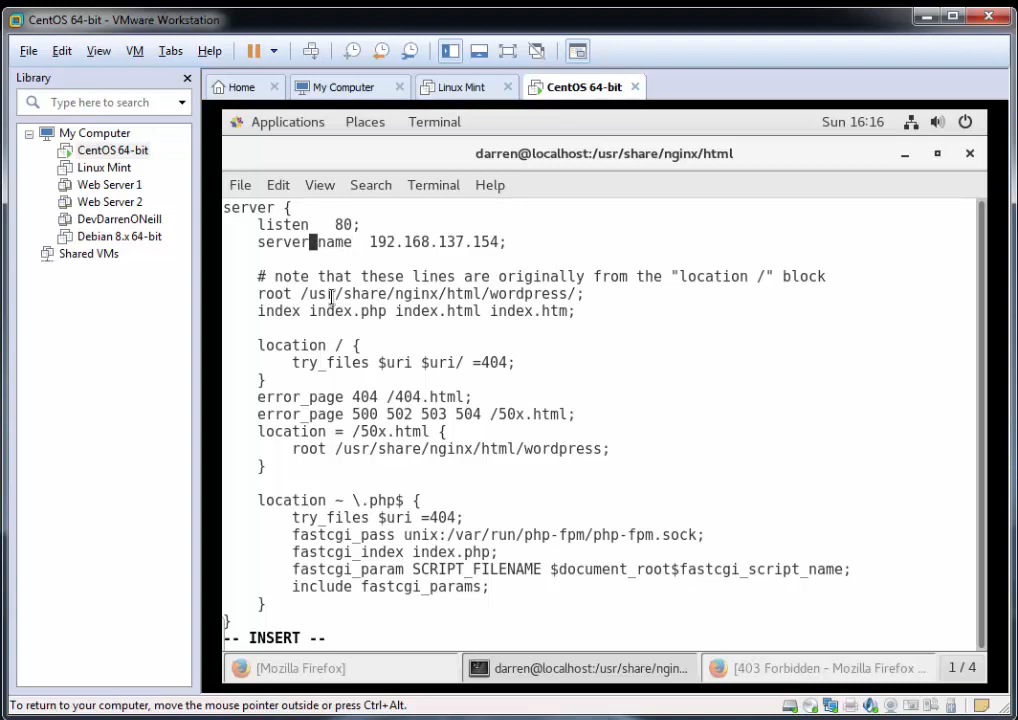 CentOS 64-bit - VMware Workstation
File Edit View VM Tabs Help
Library
Type here to search
My Computer
CentOS 64-bit
Linux Mint
Web Server 1
Web Server 2
DevDarrenONeill
Debian 8.x 64-bit
Shared VMs
Home My Computer Linux Mint CentOS 64-bit
Applications Places Terminal Sun 16:16
darren@localhost:/usr/share/nginx/html
File Edit View Search Terminal Help
server {
    listen   80;
    server_name  192.168.137.154;
    # note that these lines are originally from the "location /" block
    root /usr/share/nginx/html/wordpress/;
    index index.php index.html index.htm;
    location / {
        try_files $uri $uri/ =404;
    }
    error_page 404 /404.html;
    error_page 500 502 503 504 /50x.html;
    location = /50x.html {
        root /usr/share/nginx/html/wordpress;
    }
    location ~ \.php$ {
        try_files $uri =404;
        fastcgi_pass unix:/var/run/php-fpm/php-fpm.sock;
        fastcgi_index index.php;
        fastcgi_param SCRIPT_FILENAME $document_root$fastcgi_script_name;
        include fastcgi_params;
    }
}
-- INSERT --
[Mozilla Firefox] darren@localhost:/usr/share/ngin... [403 Forbidden - Mozilla Firefox ... 1 / 4
To return to your computer, move the mouse pointer outside or press Ctrl+Alt.